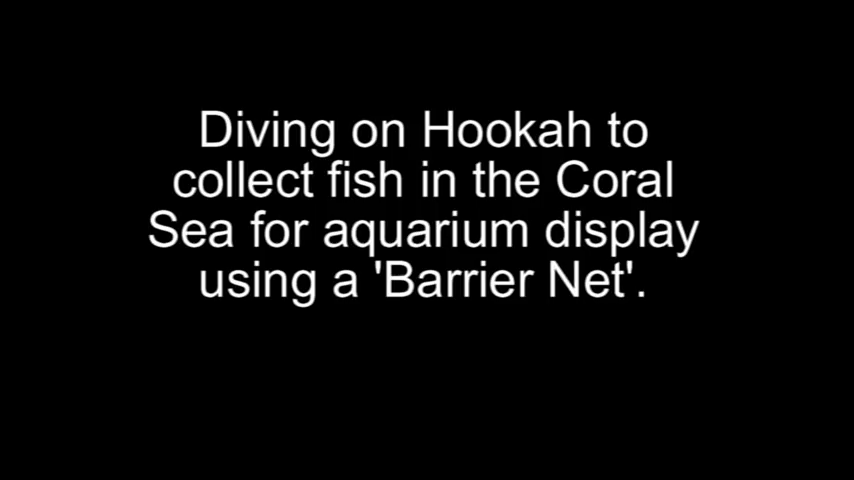 Diving on Hookah to
collect fish in the Coral
Sea for aquarium display
using a 'Barrier Net'.